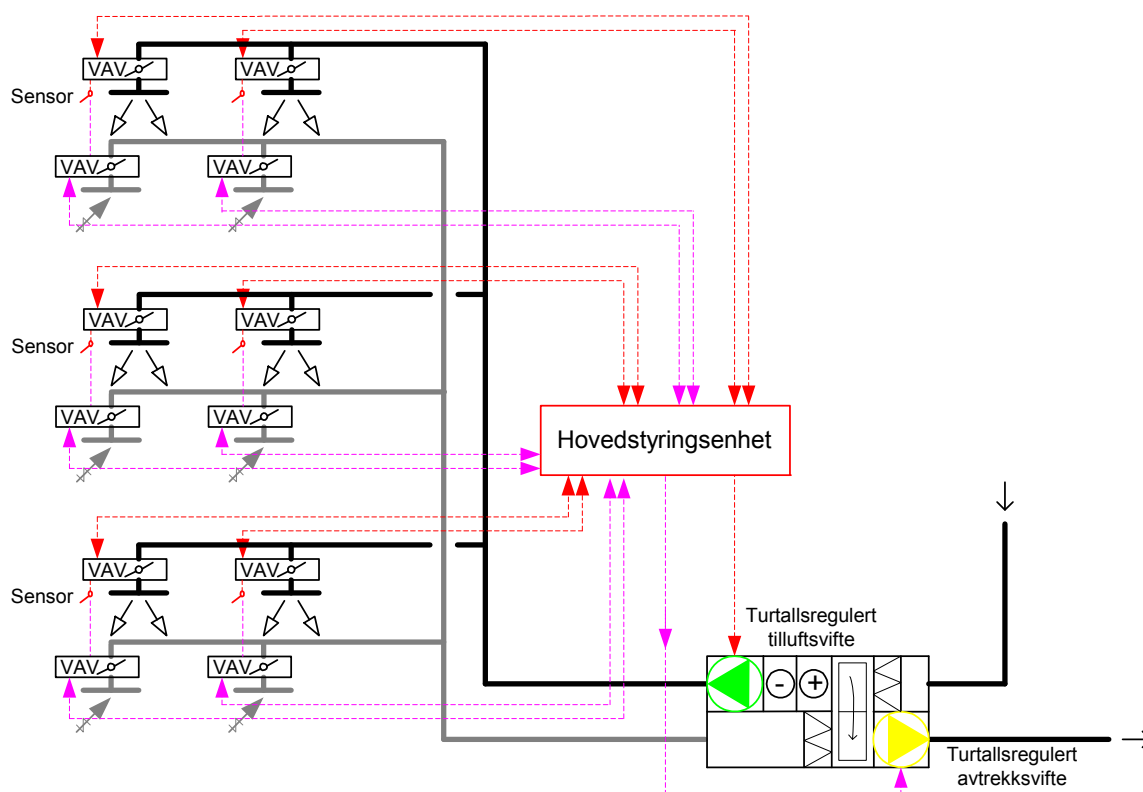 VAV VAV
Sensor
VAV VAV
VAV VAV
Sensor
VAV VAV
Hovedstyringsenhet
VAV VAV
Sensor
Turtallsregulert
tilluftsvifte
VAV VAV
- +
Turtallsregulert
avtrekksvifte